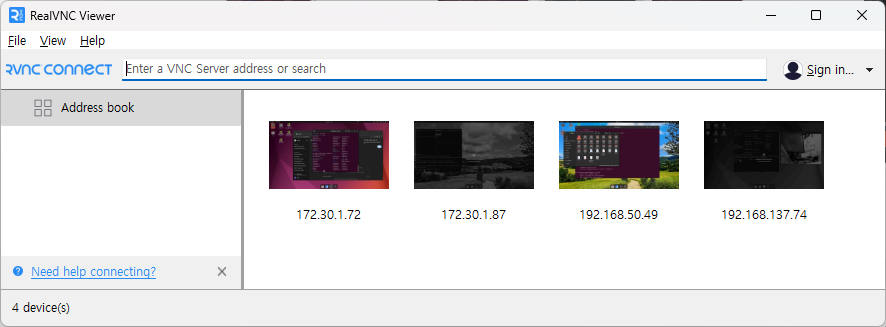 RealVNC Viewer
File View Help
RVNC CONNECT
Enter a VNC Server address or search
Sign in...
Address book
172.30.1.72
172.30.1.87
192.168.50.49
192.168.137.74
? Need help connecting?
4 device(s)